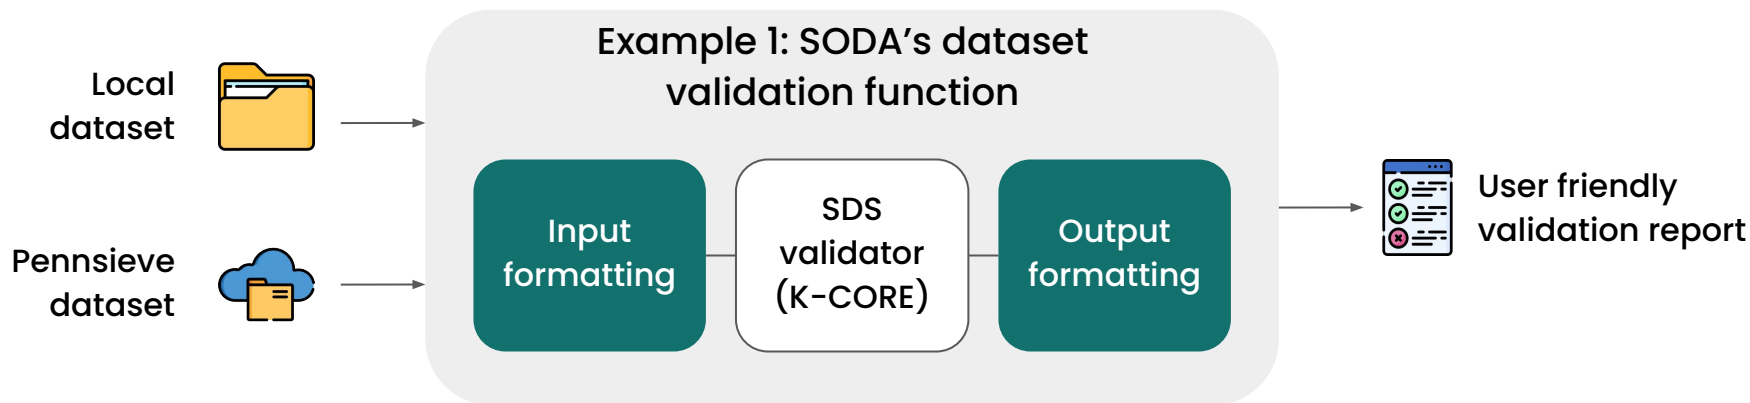 Example 1: SODA's dataset
validation function
Local
dataset
Pennsieve
dataset
Input
formatting
SDS
validator
(K-CORE)
Output
formatting
User friendly
validation report